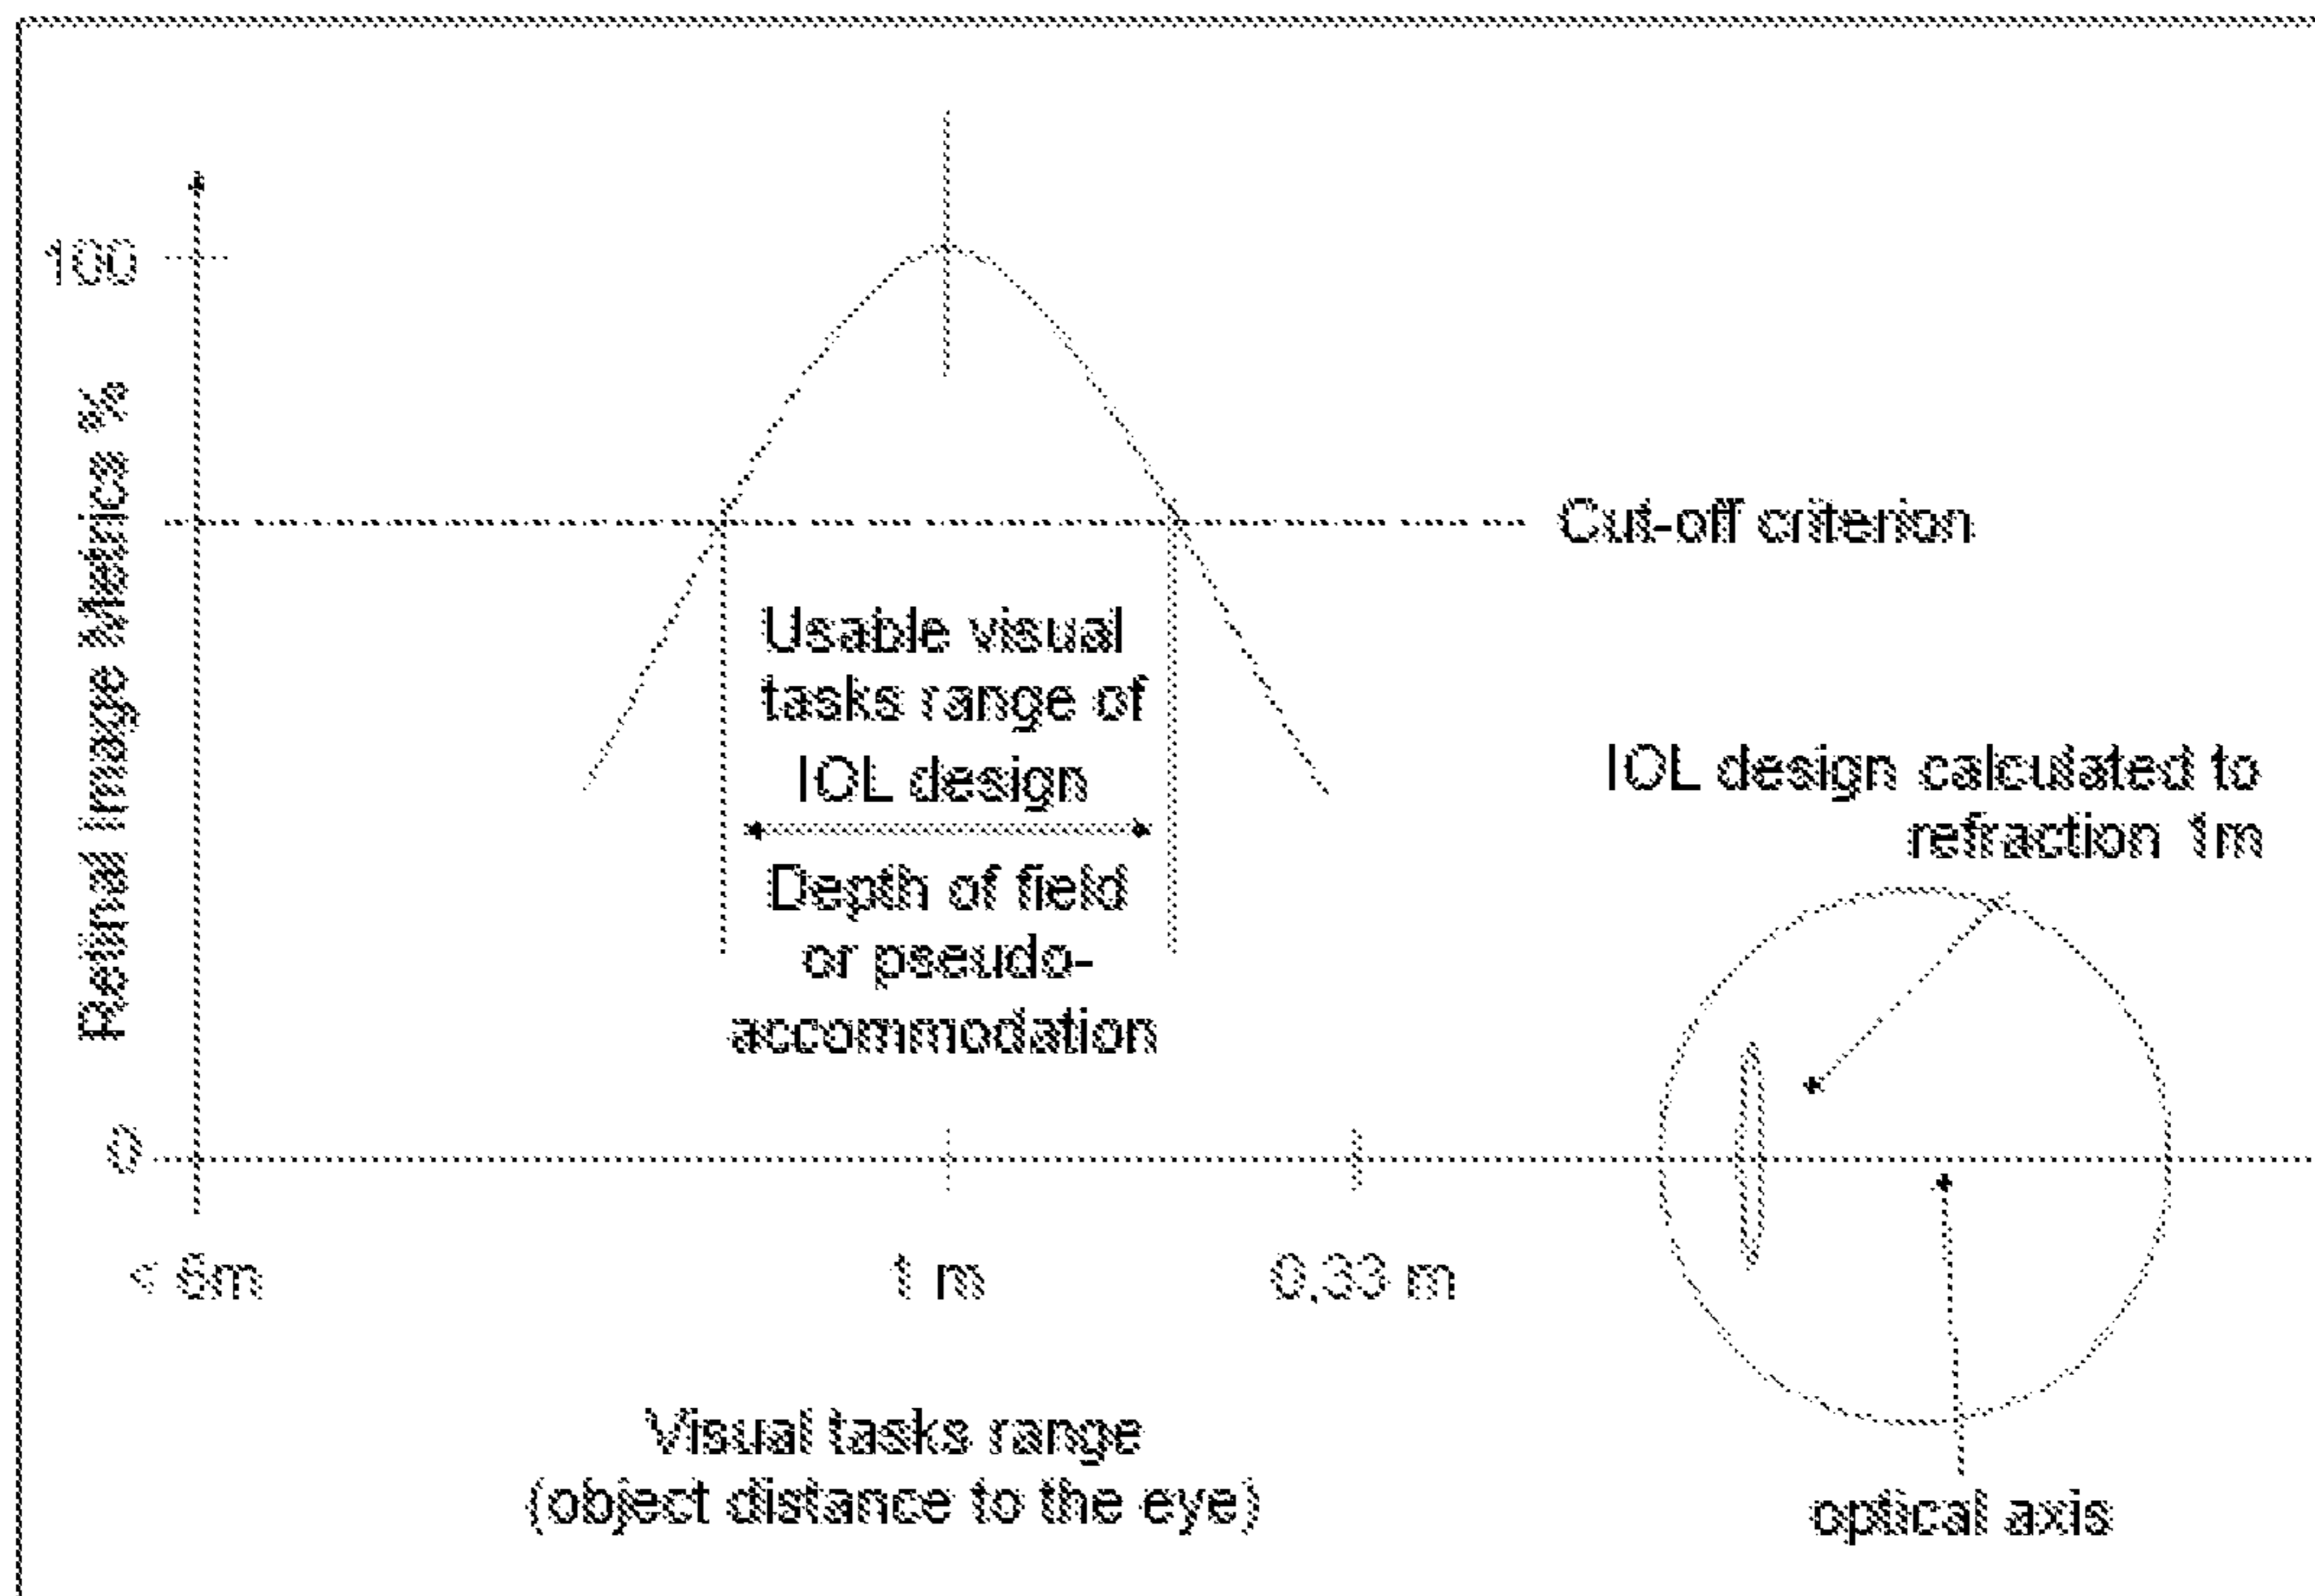 100
Retinal Image Metrics %
Cut-off criterion
Usable visual
tasks range of
IOL design
Depth of field
or pseudo-
accommodation
IOL design calculated to
refraction 1m
0
< 6m
1 m
0.33 m
Visual tasks range
(object distance to the eye)
optical axis